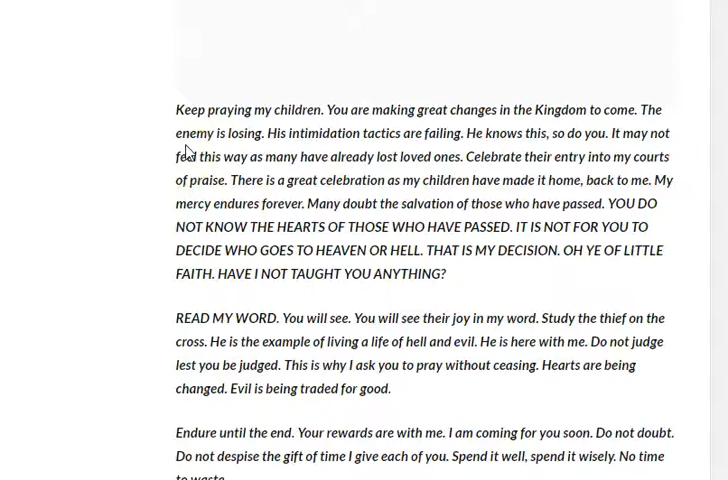 Keep praying my children. You are making great changes in the Kingdom to come. The
enemy is losing. His intimidation tactics are failing. He knows this, so do you. It may not
feel this way as many have already lost loved ones. Celebrate their entry into my courts
of praise. There is a great celebration as my children have made it home, back to me. My
mercy endures forever. Many doubt the salvation of those who have passed. YOU DO
NOT KNOW THE HEARTS OF THOSE WHO HAVE PASSED. IT IS NOT FOR YOU TO
DECIDE WHO GOES TO HEAVEN OR HELL. THAT IS MY DECISION. OH YE OF LITTLE
FAITH. HAVE I NOT TAUGHT YOU ANYTHING?
READ MY WORD. You will see. You will see their joy in my word. Study the thief on the
cross. He is the example of living a life of hell and evil. He is here with me. Do not judge
lest you be judged. This is why I ask you to pray without ceasing. Hearts are being
changed. Evil is being traded for good.
Endure until the end. Your rewards are with me. I am coming for you soon. Do not doubt.
Do not despise the gift of time I give each of you. Spend it well, spend it wisely. No time
to waste